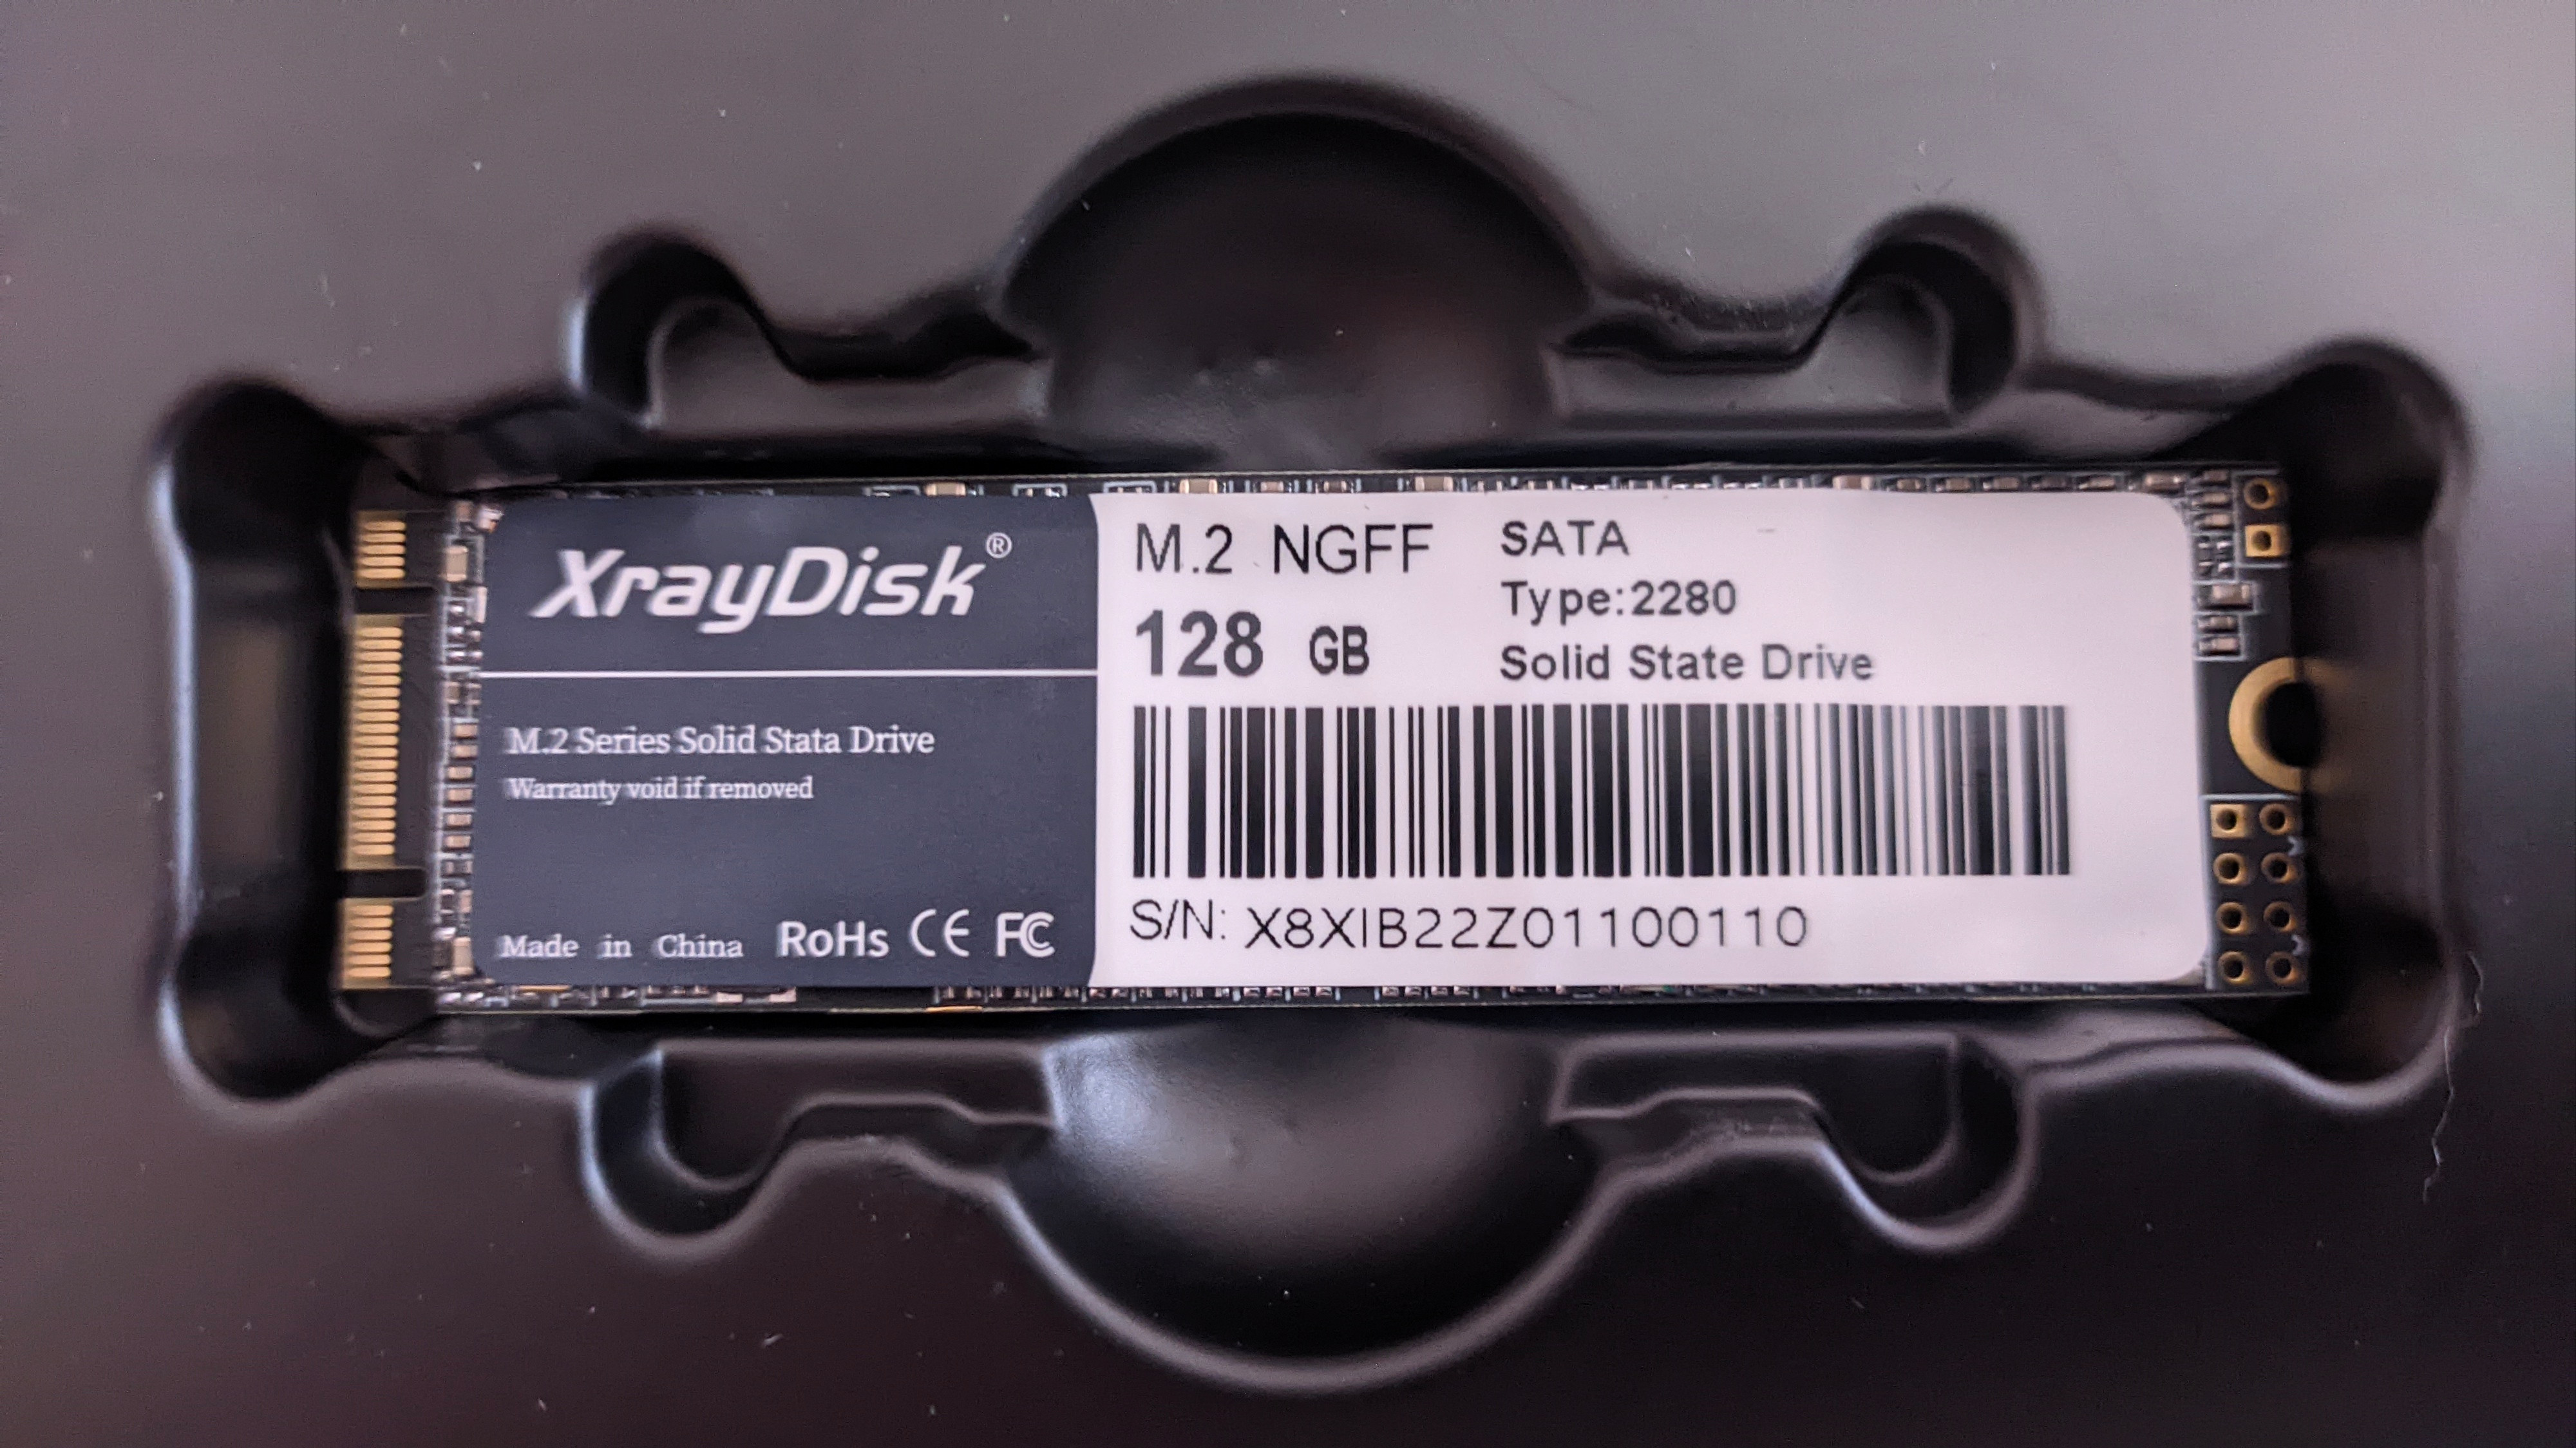 XrayDisk®
M.2 Series Solid Stata Drive
Warranty void if removed
Made in China RoHs CE FC
M.2 NGFF
128 GB
SATA
Type:2280
Solid State Drive
S/N: X8XIB22Z01100110